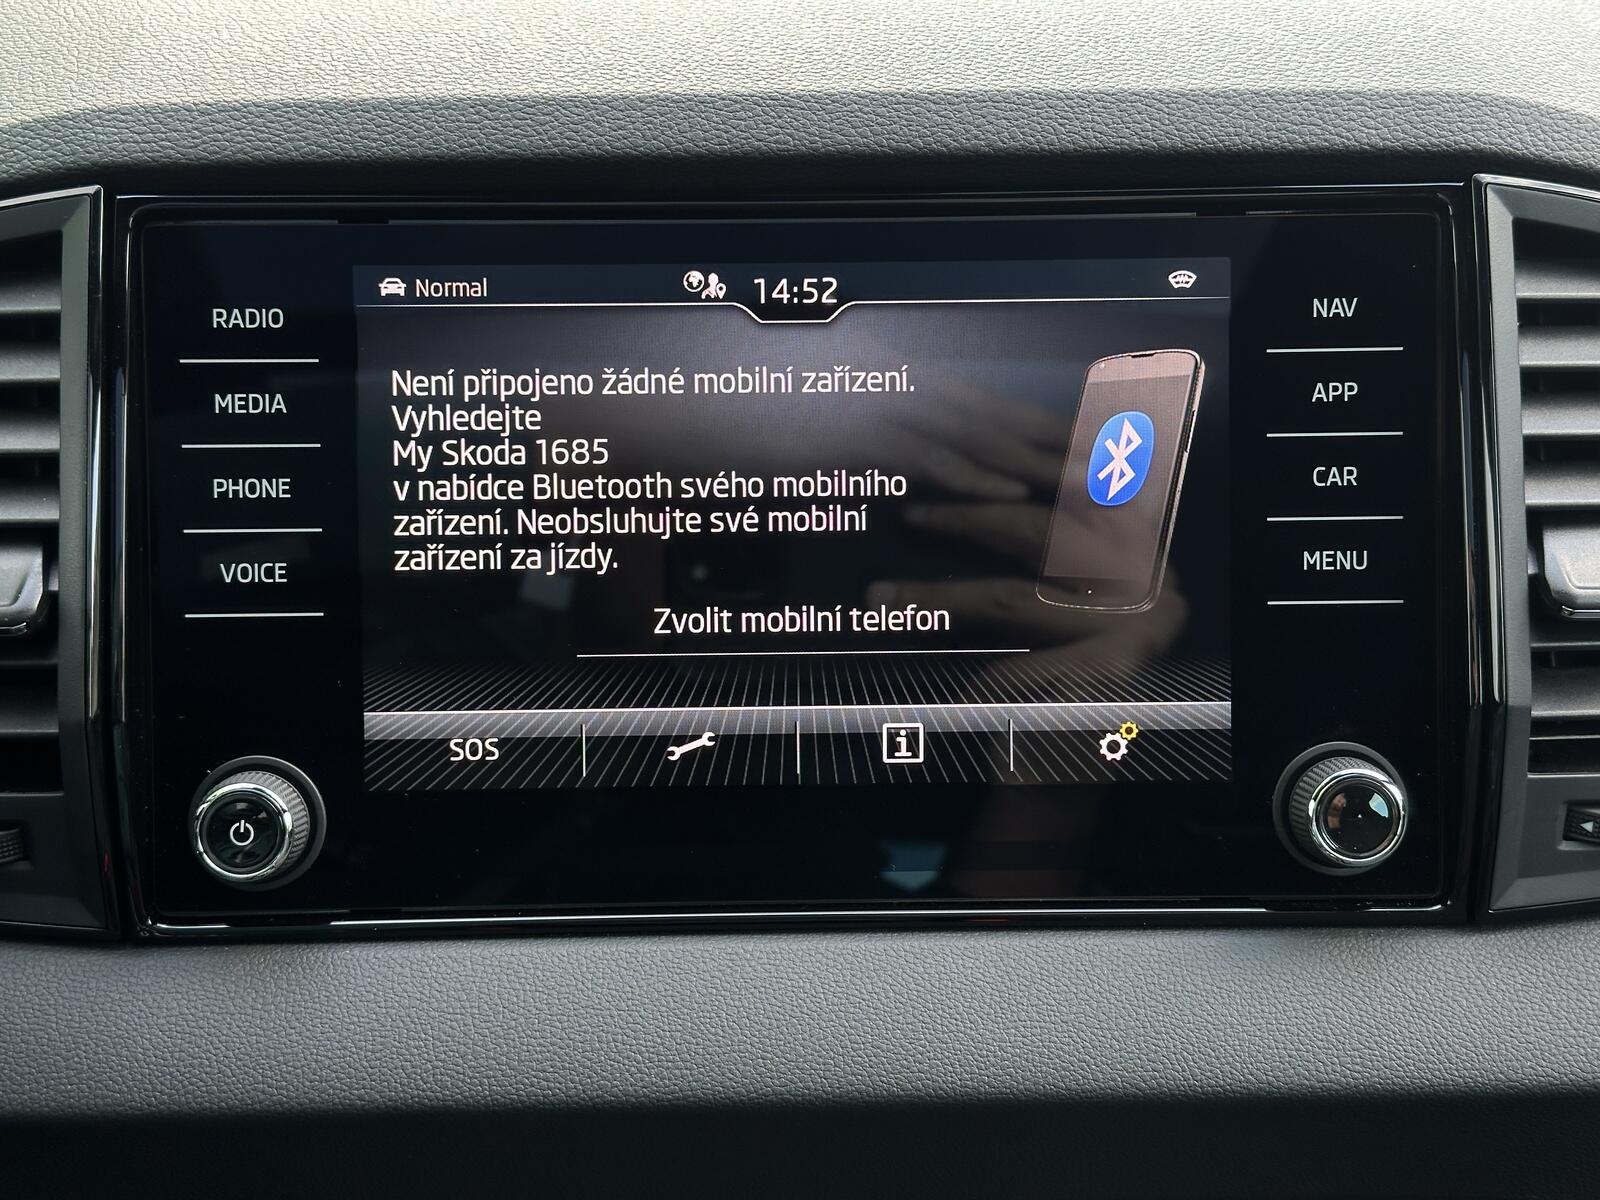 Normal
14:52
RADIO
MEDIA
PHONE
VOICE
Není připojeno žádné mobilní zařízení.
Vyhledejte
My Skoda 1685
v nabídce Bluetooth svého mobilního
zařízení. Neobsluhujte své mobilní
zařízení za jízdy.
Zvolit mobilní telefon
SOS
NAV
APP
CAR
MENU